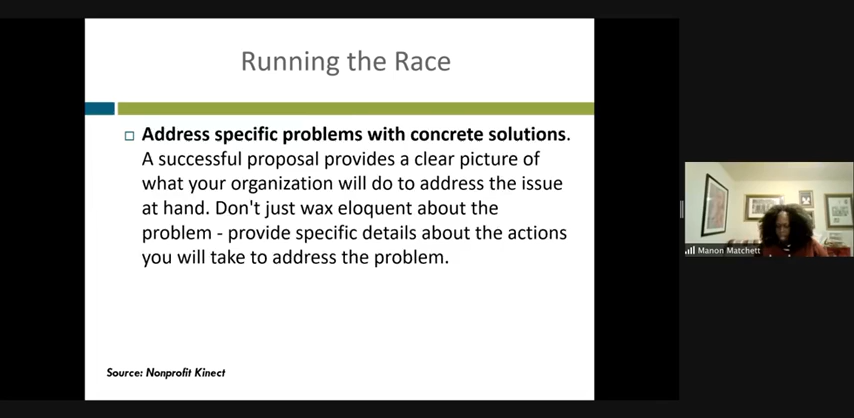 Running the Race
Address specific problems with concrete solutions.
A successful proposal provides a clear picture of
what your organization will do to address the issue
at hand. Don't just wax eloquent about the
problem - provide specific details about the actions
you will take to address the problem.
Source: Nonprofit Kinect
Manon Matchett